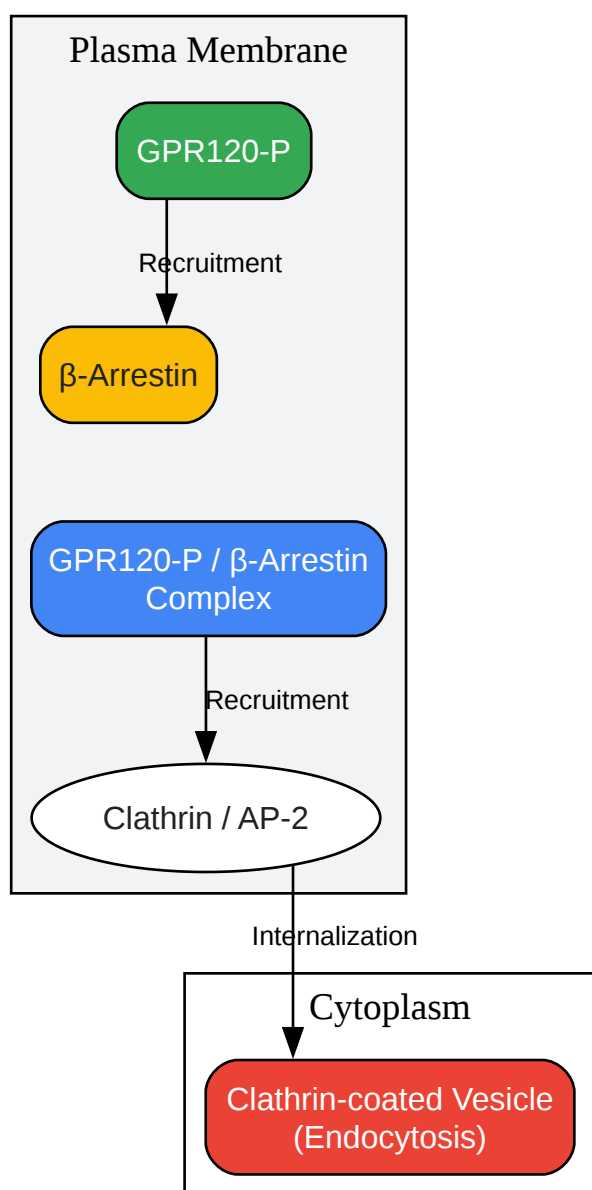 Plasma Membrane
GPR120-P
Recruitment
β-Arrestin
GPR120-P / β-Arrestin
Complex
Recruitment
Clathrin / AP-2
Internalization
Cytoplasm
Clathrin-coated Vesicle
(Endocytosis)